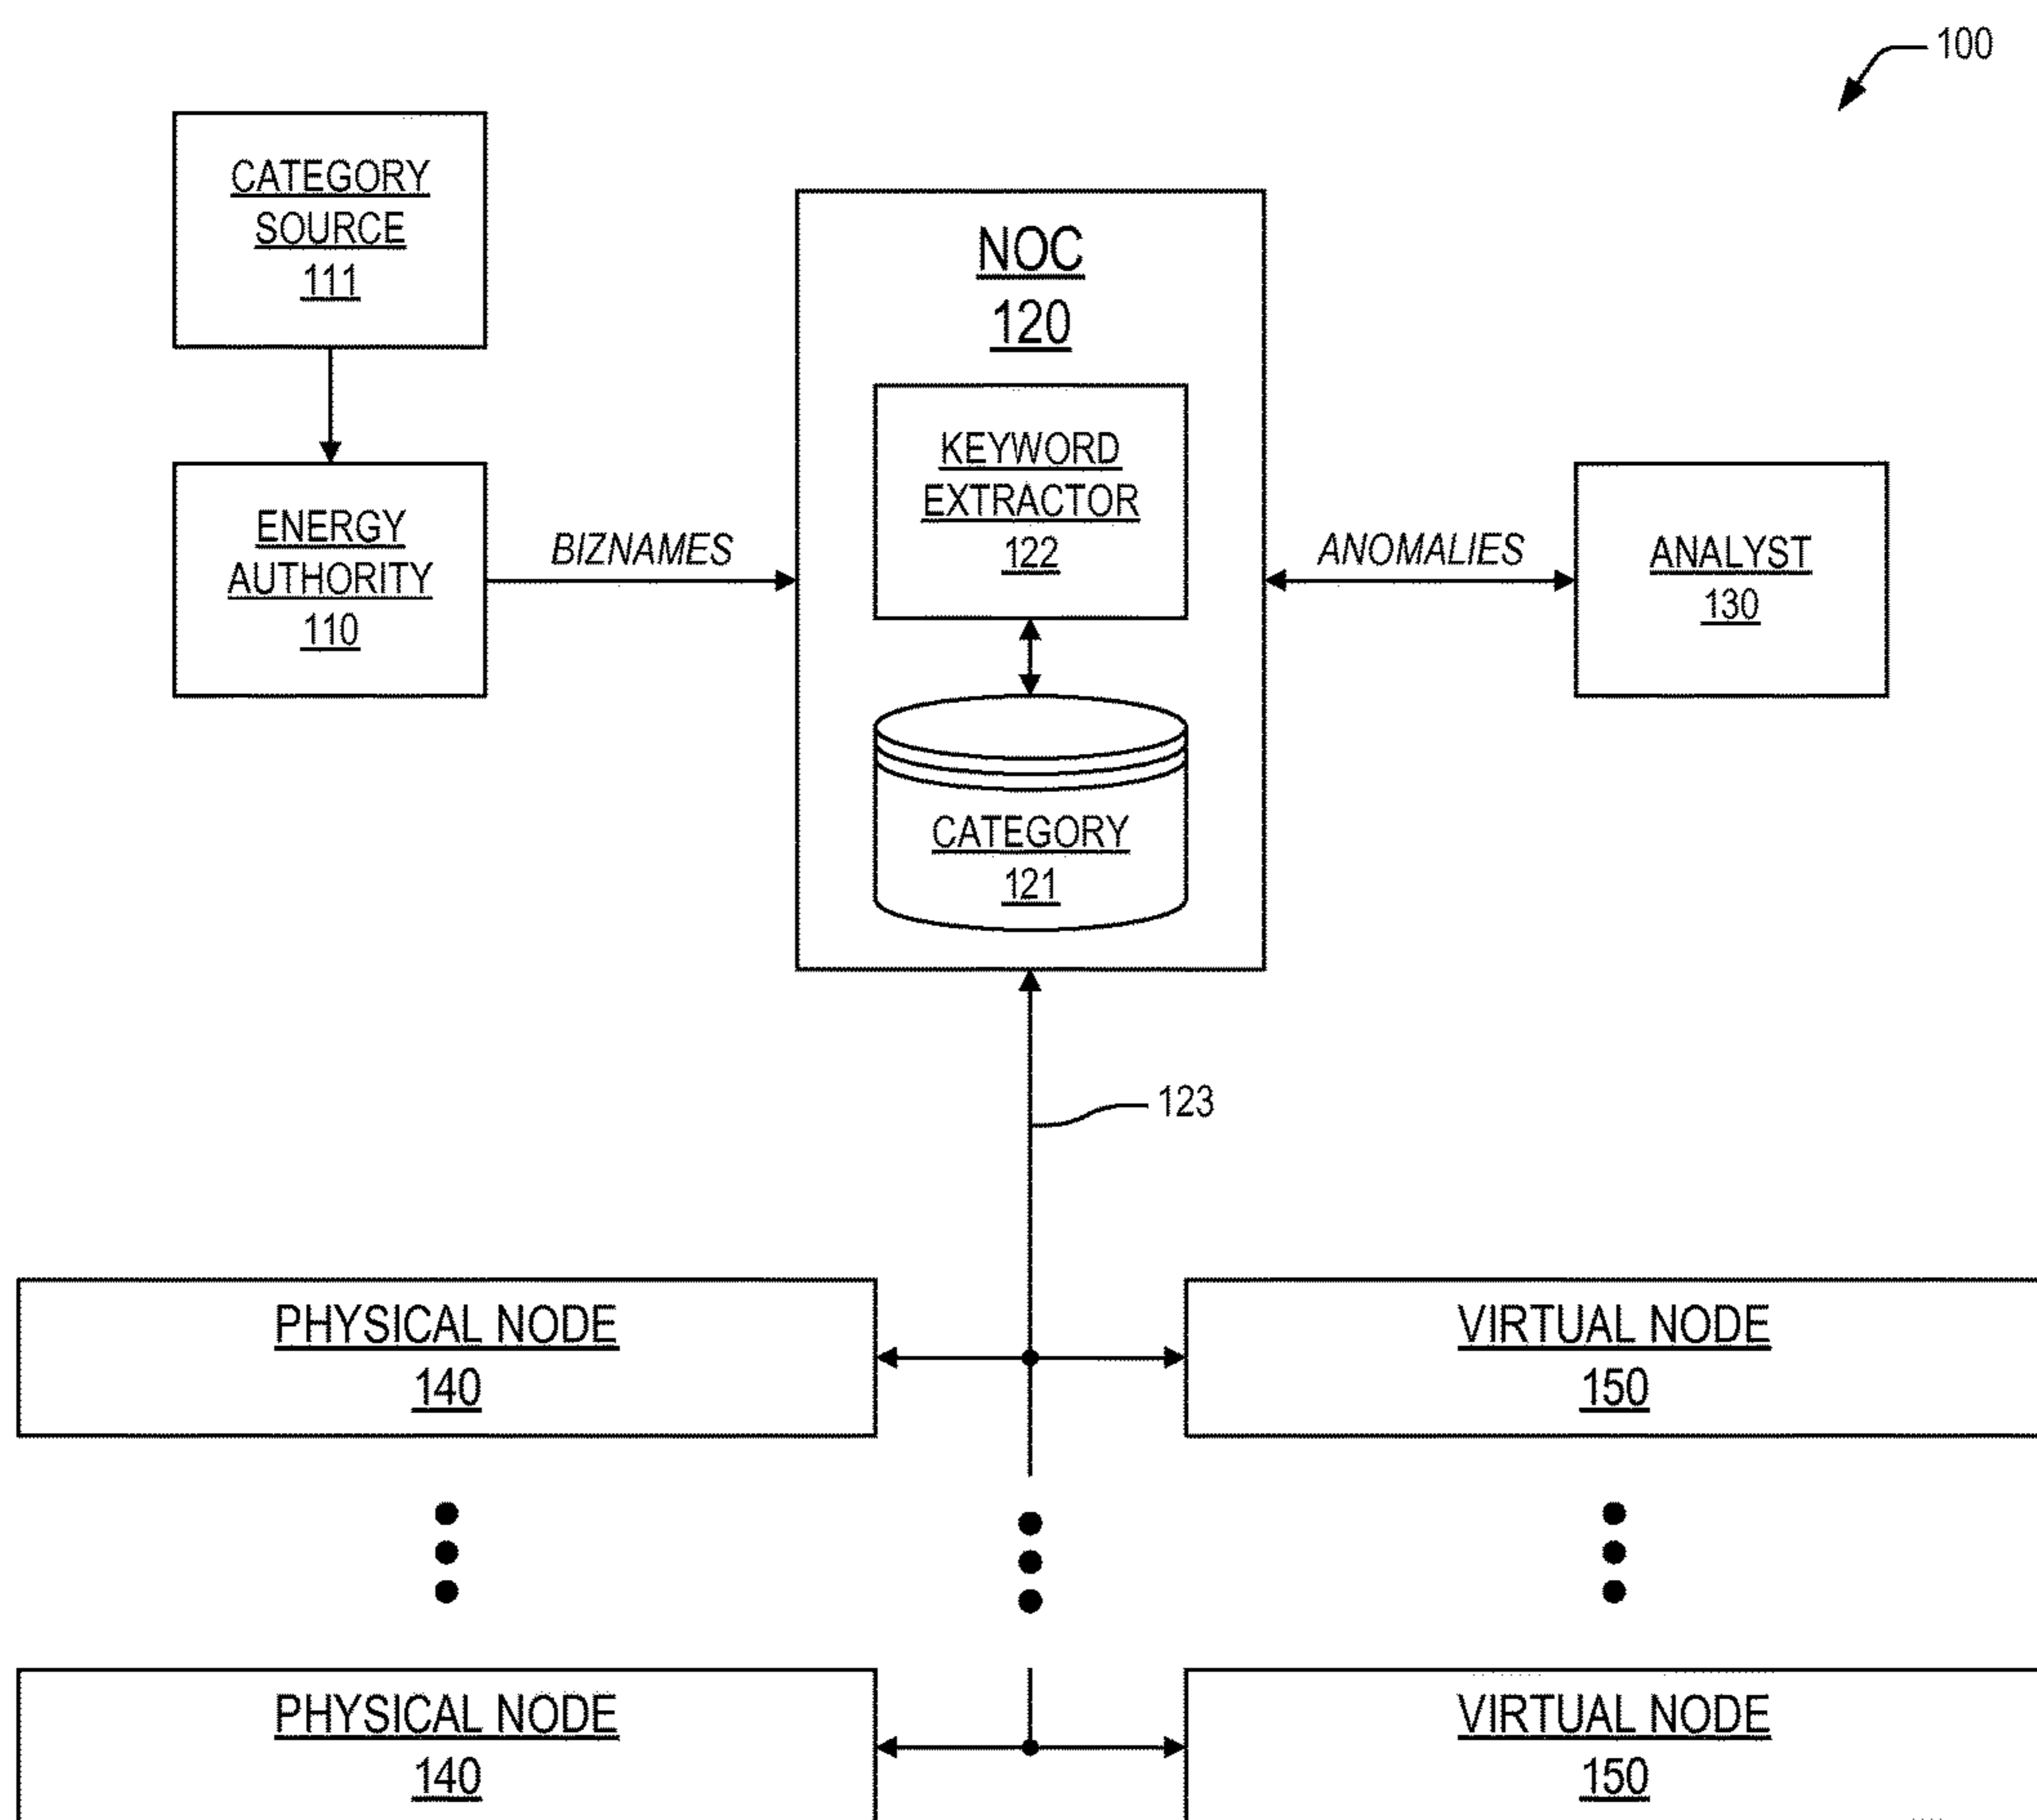 100
CATEGORY
SOURCE
111
NOC
120
KEYWORD
EXTRACTOR
122
ENERGY
AUTHORITY
110
BIZNAMES
ANOMALIES
ANALYST
130
CATEGORY
121
123
PHYSICAL NODE
140
VIRTUAL NODE
150
PHYSICAL NODE
140
VIRTUAL NODE
150